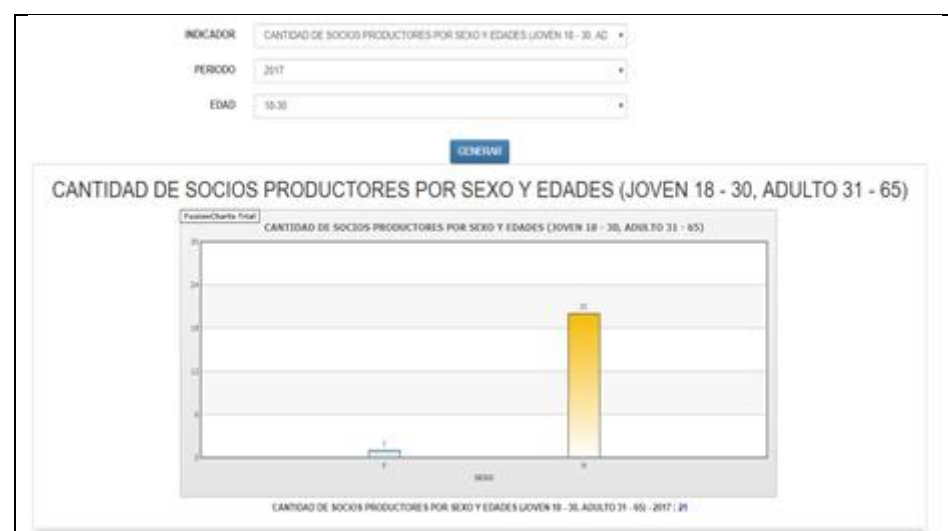 INDICADOR CANTIDAD DE SOCIOS PRODUCTORES POR SEXO Y EDADES (JOVEN 18 - 30, AD
PERIODO 2017
EDAD 18-30
GENERAR
CANTIDAD DE SOCIOS PRODUCTORES POR SEXO Y EDADES (JOVEN 18 - 30, ADULTO 31 - 65)
FusionCharts Trial
CANTIDAD DE SOCIOS PRODUCTORES POR SEXO Y EDADES (JOVEN 18 - 30, ADULTO 31 - 65)
24
18
12
SEXO
CANTIDAD DE SOCIOS PRODUCTORES POR SEXO Y EDADES (JOVEN 18 - 30, ADULTO 31 - 65) - 2017 : 21